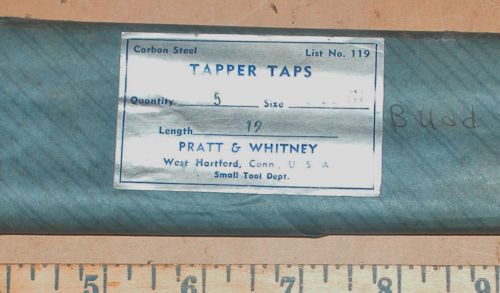 Carbon Steel List No. 119
TAPPER TAPS
Quantity 5 Size
Length 12
PRATT & WHITNEY
West Hartford, Conn., U S A
Small Tool Dept.
Budd
5 6 7 8 9